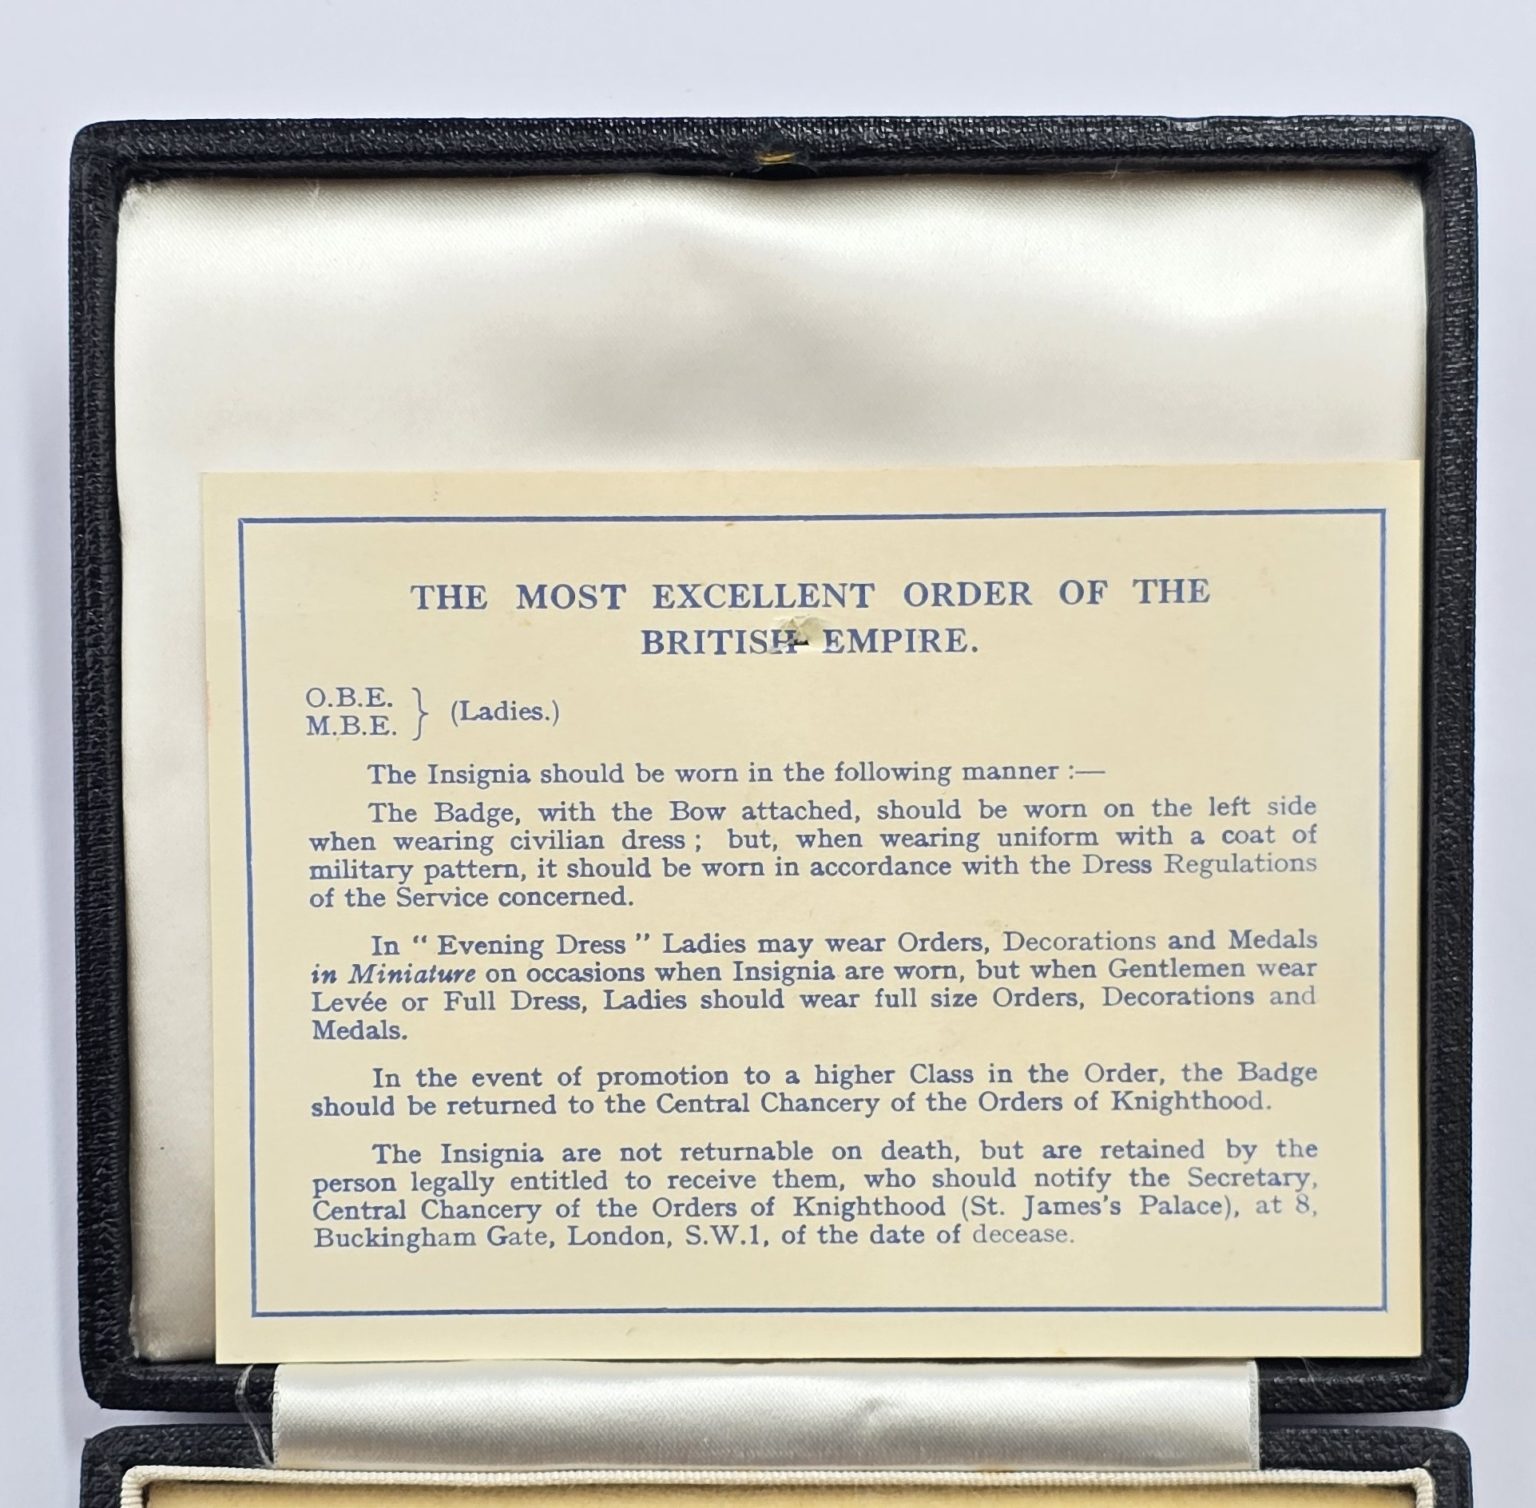 THE MOST EXCELLENT ORDER OF THE
BRITISH EMPIRE.
O.B.E.
M.B.E. } (Ladies.)
The Insignia should be worn in the following manner :—
The Badge, with the Bow attached, should be worn on the left side
when wearing civilian dress ; but, when wearing uniform with a coat of
military pattern, it should be worn in accordance with the Dress Regulations
of the Service concerned.
In “ Evening Dress ” Ladies may wear Orders, Decorations and Medals
in Miniature on occasions when Insignia are worn, but when Gentlemen wear
Levée or Full Dress, Ladies should wear full size Orders, Decorations and
Medals.
In the event of promotion to a higher Class in the Order, the Badge
should be returned to the Central Chancery of the Orders of Knighthood.
The Insignia are not returnable on death, but are retained by the
person legally entitled to receive them, who should notify the Secretary,
Central Chancery of the Orders of Knighthood (St. James's Palace), at 8,
Buckingham Gate, London, S.W.1, of the date of decease.